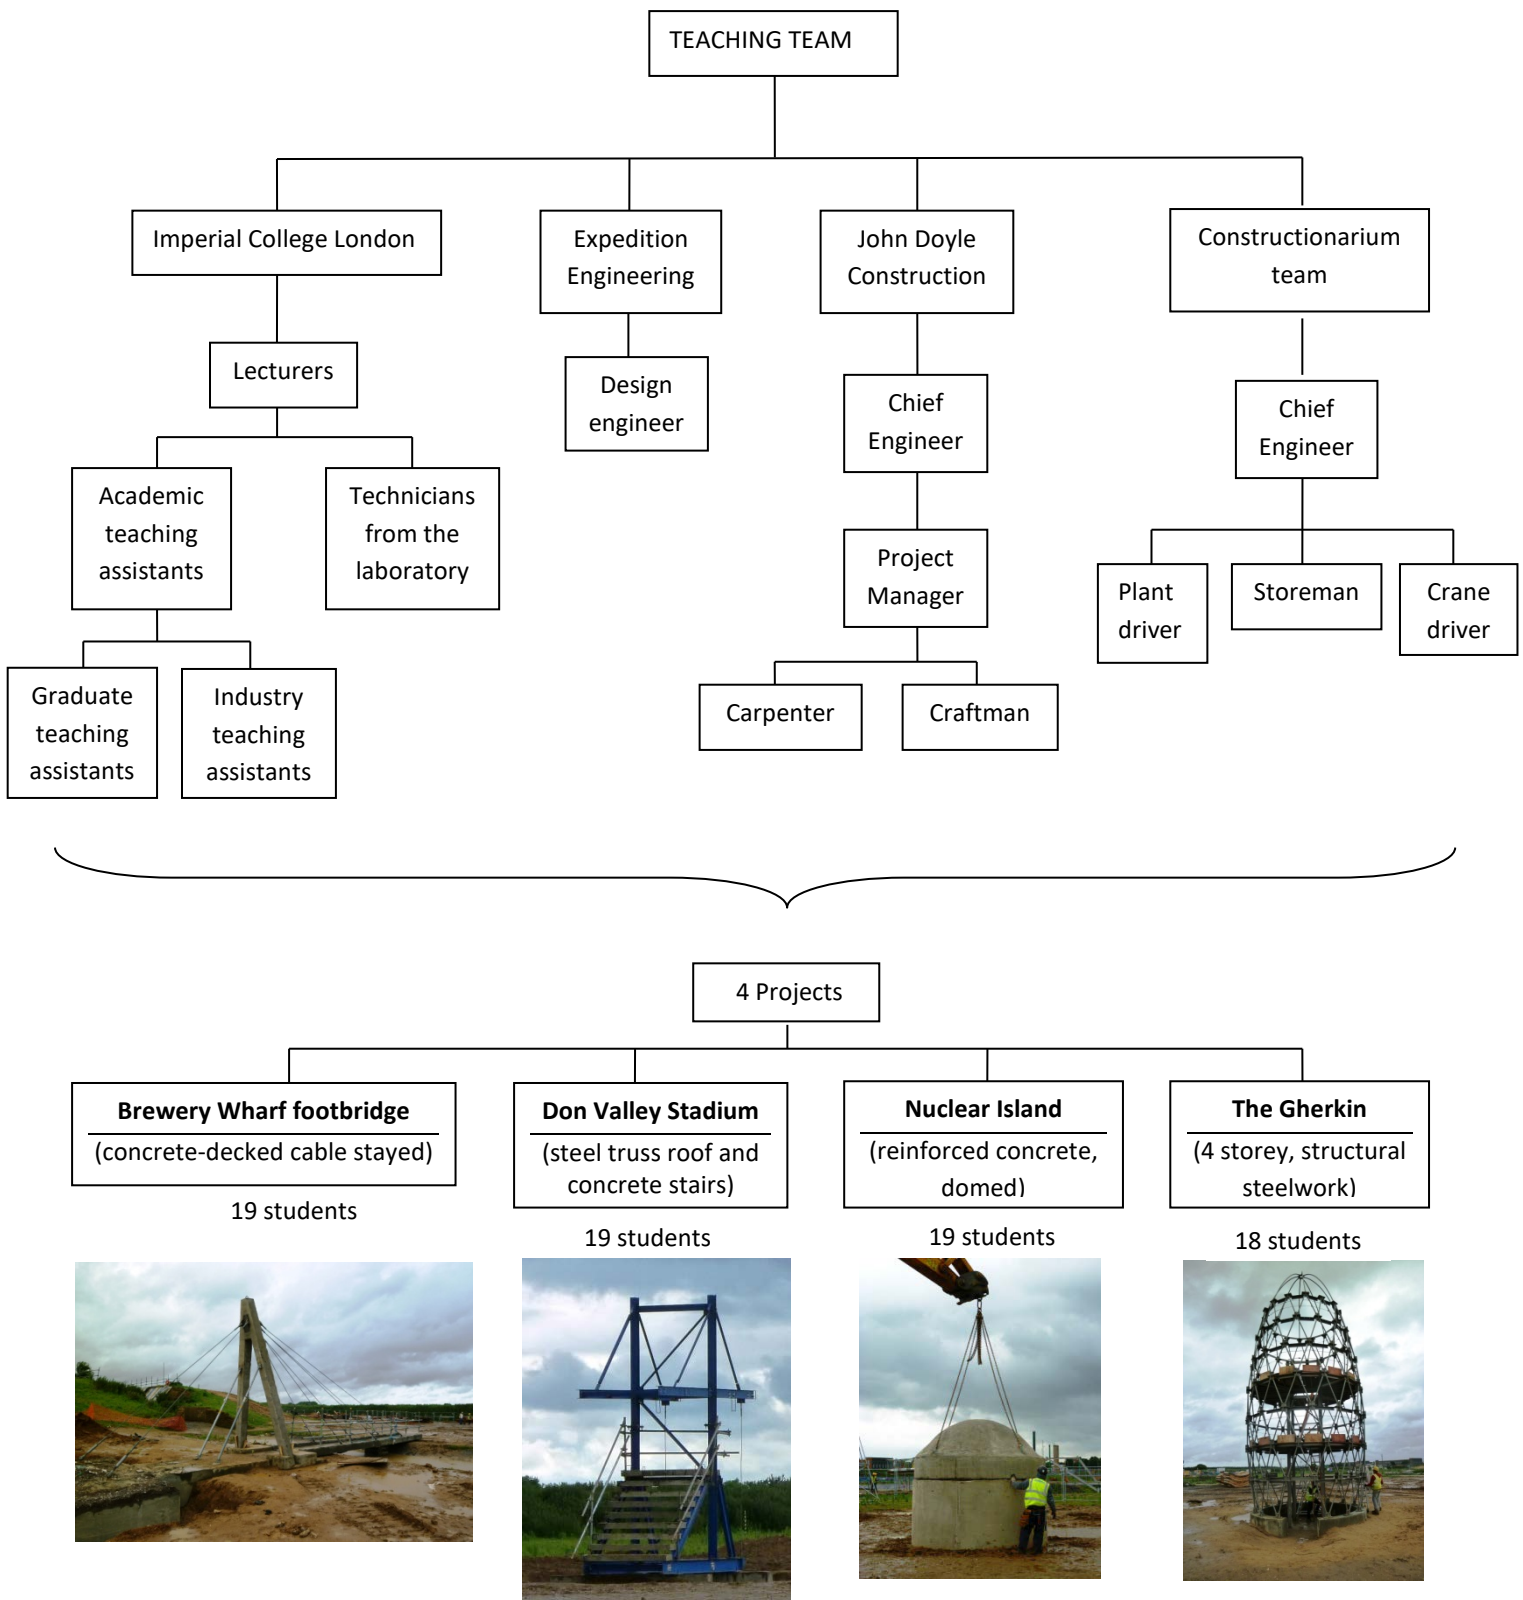 TEACHING TEAM
Imperial College London
Expedition
Engineering
John Doyle
Construction
Constructionarium
team
Lecturers
Design
engineer
Chief
Engineer
Chief
Engineer
Academic
teaching
assistants
Technicians
from the
laboratory
Project
Manager
Plant
driver
Storeman
Crane
driver
Graduate
teaching
assistants
Industry
teaching
assistants
Carpenter
Craftman
4 Projects
Brewery Wharf footbridge
(concrete-decked cable stayed)
19 students
Don Valley Stadium
(steel truss roof and
concrete stairs)
19 students
Nuclear Island
(reinforced concrete,
domed)
19 students
The Gherkin
(4 storey, structural
steelwork)
18 students